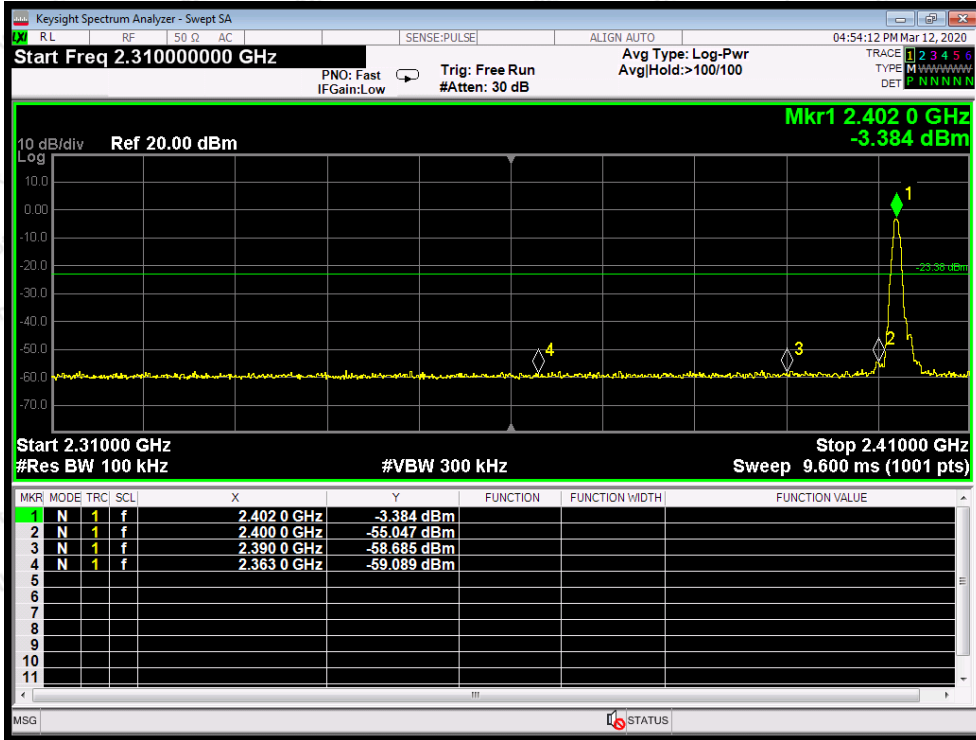 Keysight Spectrum Analyzer - Swept SA
LXI RL RF 50 Ω AC SENSE:PULSE ALIGN AUTO 04:54:12 PM Mar 12, 2020
Start Freq 2.310000000 GHz
Avg Type: Log-Pwr
TRACE 1 2 3 4 5 6
PNO: Fast Trig: Free Run Avg|Hold:>100/100
TYPE M WWWWW
IFGain:Low #Atten: 30 dB
DET P N N N N N
Mkr1 2.402 0 GHz
-3.384 dBm
10 dB/div Ref 20.00 dBm
Log
10.0
0.00
-10.0
-20.0
-30.0
-40.0
-50.0
-60.0
-70.0
1
-23.38 dBm
2
3
4
Start 2.31000 GHz Stop 2.41000 GHz
#Res BW 100 kHz #VBW 300 kHz Sweep 9.600 ms (1001 pts)
MKR MODE TRC SCL X Y FUNCTION FUNCTION WIDTH FUNCTION VALUE
1 N 1 f 2.402 0 GHz -3.384 dBm
2 N 1 f 2.400 0 GHz -55.047 dBm
3 N 1 f 2.390 0 GHz -58.685 dBm
4 N 1 f 2.363 0 GHz -59.089 dBm
5
6
7
8
9
10
11
MSG STATUS